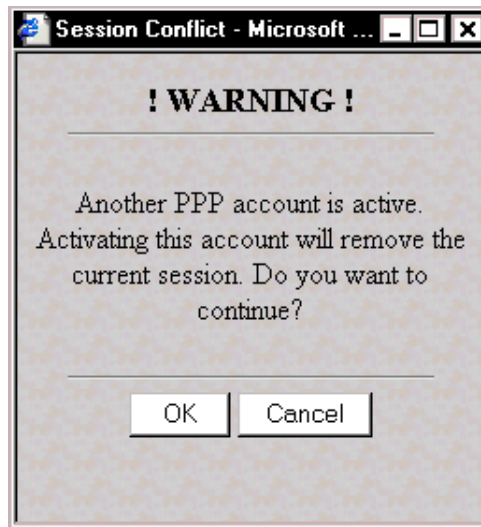 Session Conflict - Microsoft ...
! WARNING !
Another PPP account is active.
Activating this account will remove the
current session. Do you want to
continue?
OK Cancel